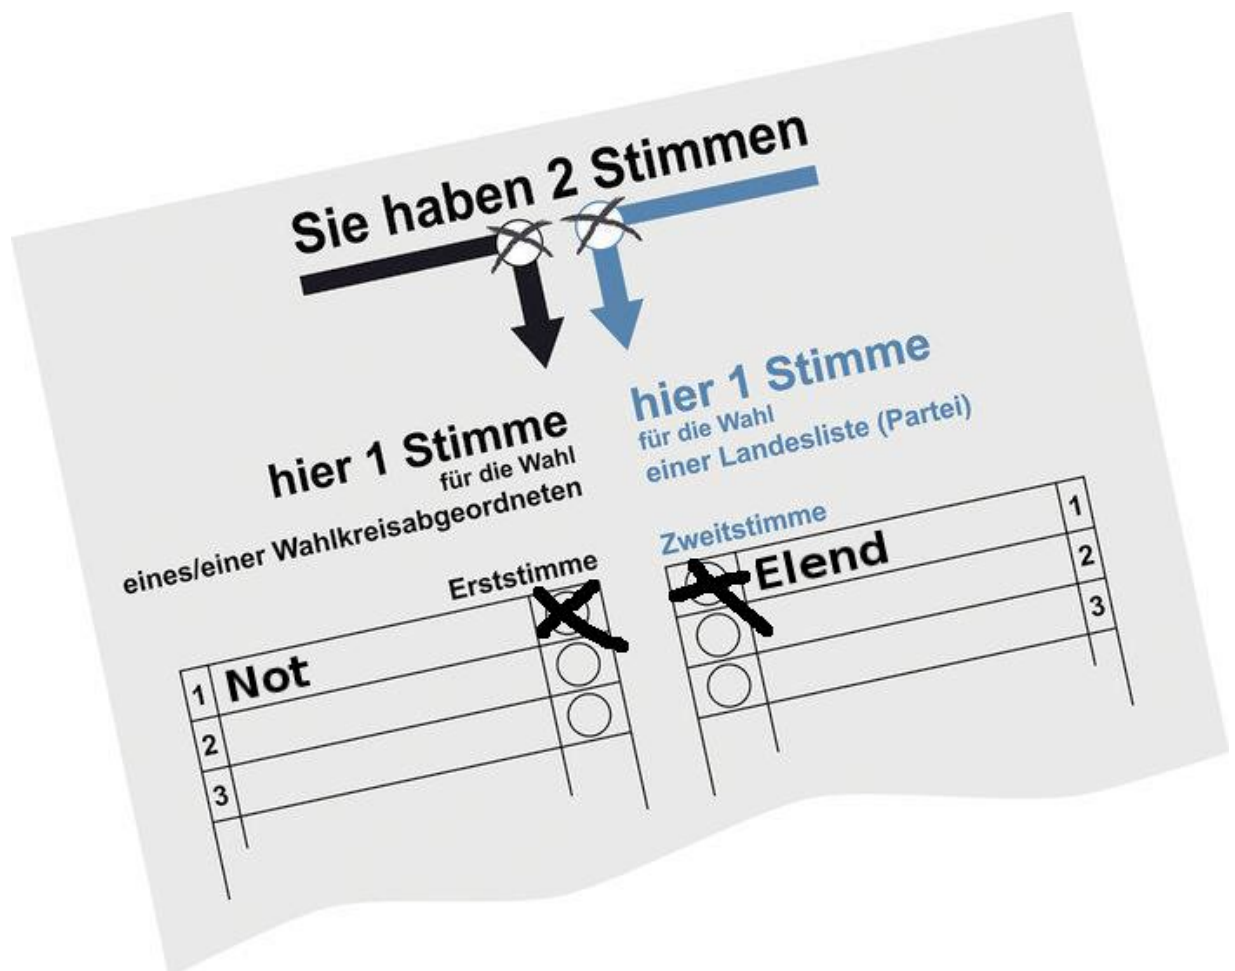 Sie haben 2 Stimmen
hier 1 Stimme
für die Wahl
eines/einer Wahlkreisabgeordneten
Erststimme
1 Not
2
3
hier 1 Stimme
für die Wahl
einer Landesliste (Partei)
Zweitstimme
Elend 1
2
3